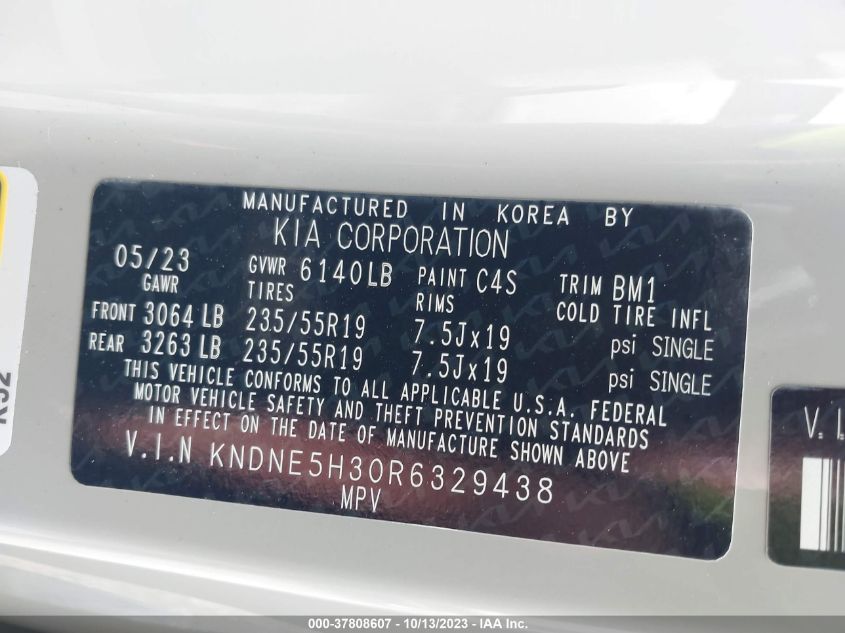 MANUFACTURED IN KOREA BY
KIA CORPORATION
05/23 GVWR 6140LB PAINT C4S TRIM BM1
GAWR TIRES RIMS COLD TIRE INFL
FRONT 3064 LB 235/55R19 7.5Jx19 psi SINGLE
REAR 3263 LB 235/55R19 7.5Jx19 psi SINGLE
THIS VEHICLE CONFORMS TO ALL APPLICABLE U.S.A. FEDERAL
MOTOR VEHICLE SAFETY AND THEFT PREVENTION STANDARDS
IN EFFECT ON THE DATE OF MANUFACTURE SHOWN ABOVE
V.I.N KNDNE5H30R6329438
MPV
V. I.
000-37808607 - 10/13/2023 - IAA Inc.